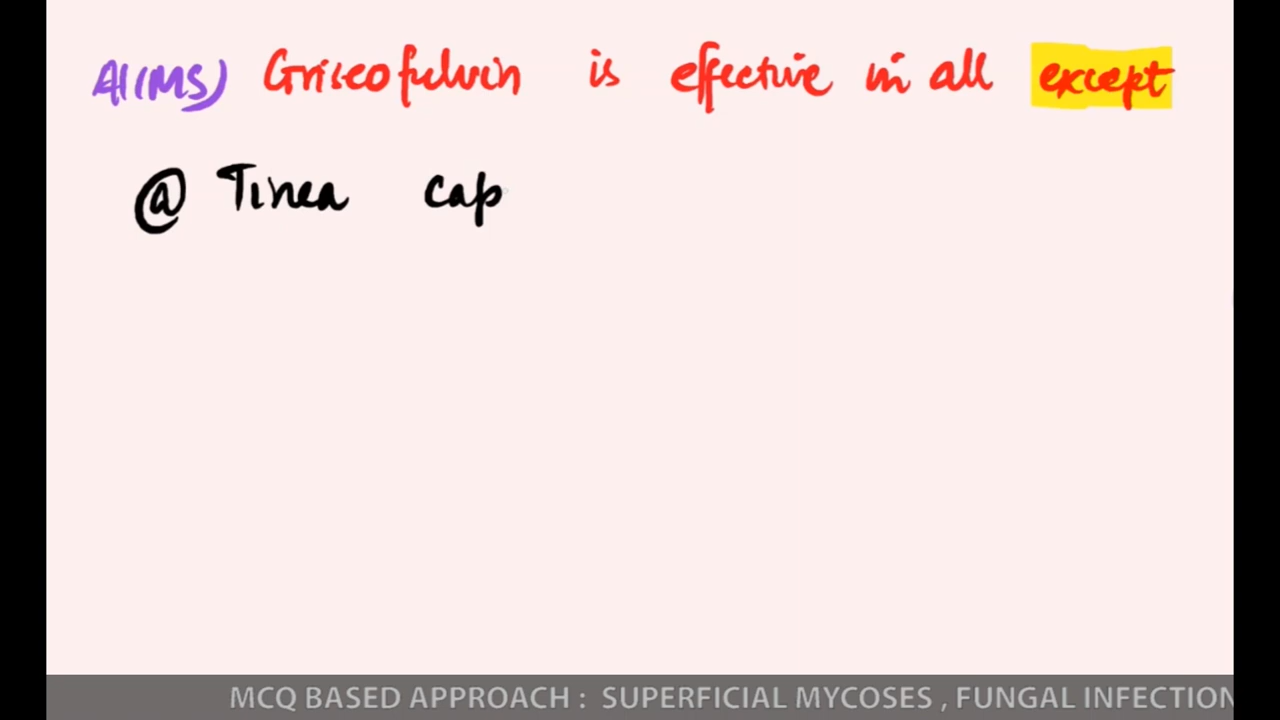 AIIMS) Griseofulvin is effective in all except
@ Tinea cap
MCQ BASED APPROACH : SUPERFICIAL MYCOSES , FUNGAL INFECTION